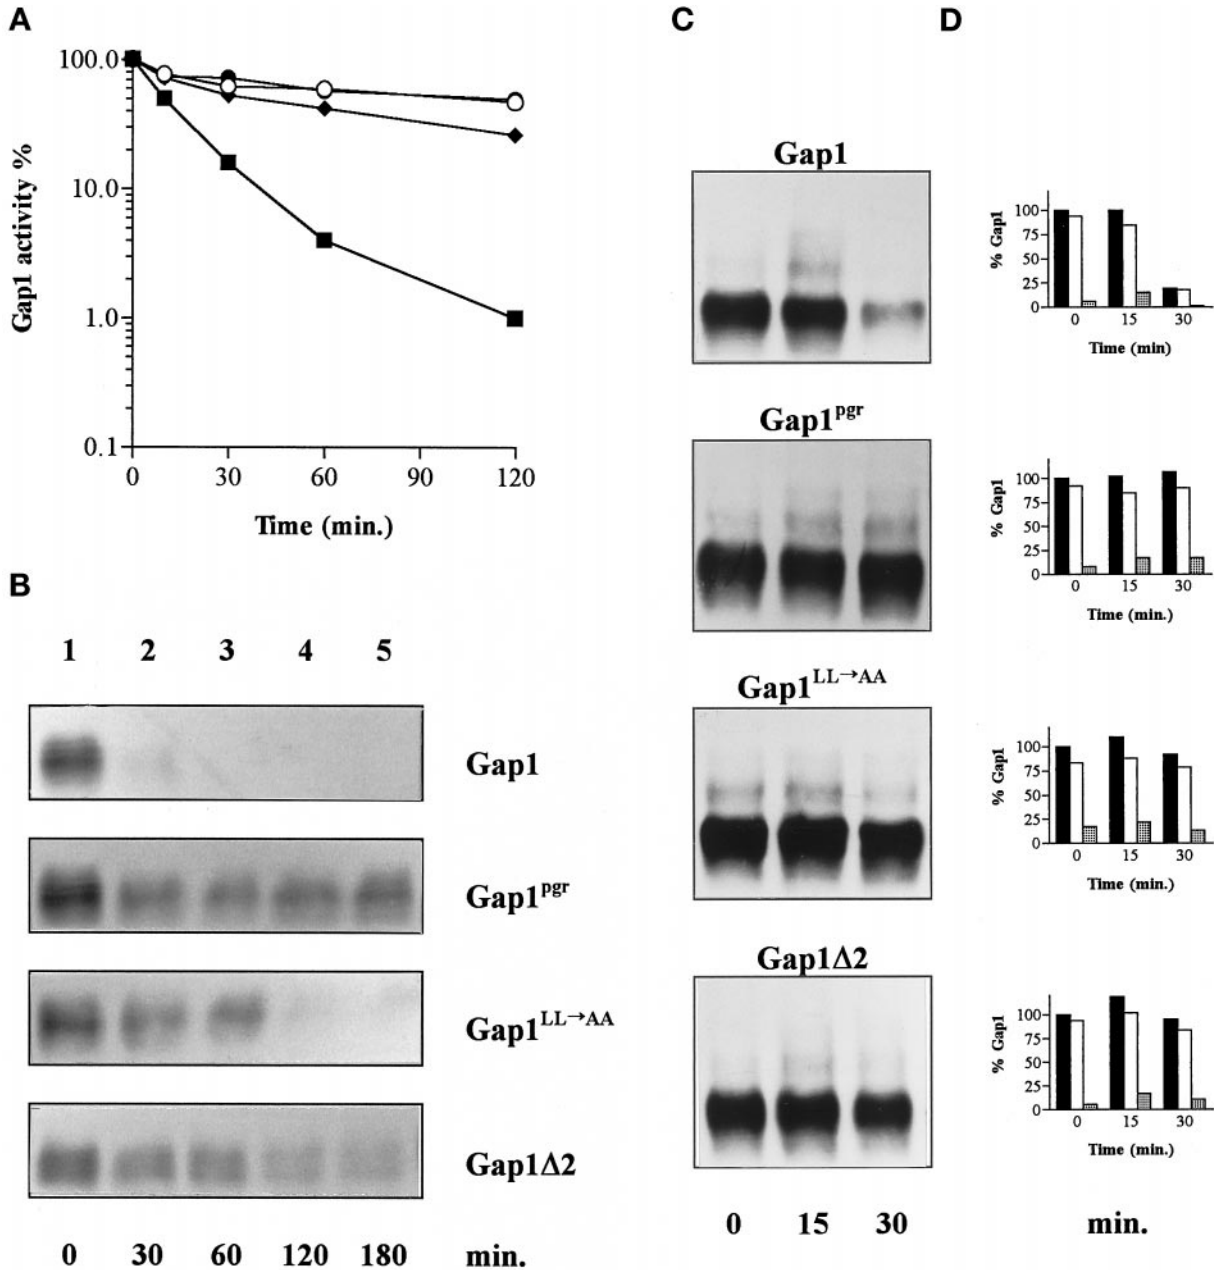 A
100.0
10.0
1.0
0.1
Gap1 activity %
0 30 60 90 120
Time (min.)
B
1 2 3 4 5
Gap1
Gap1pgr
Gap1LL→AA
Gap1Δ2
0 30 60 120 180 min.
C
Gap1
Gap1pgr
Gap1LL→AA
Gap1Δ2
0 15 30
D
% Gap1
100
75
50
25
0
0 15 30
Time (min)
% Gap1
100
75
50
25
0
0 15 30
Time (min.)
% Gap1
100
75
50
25
0
0 15 30
Time (min.)
% Gap1
100
75
50
25
0
0 15 30
Time (min.)
min.